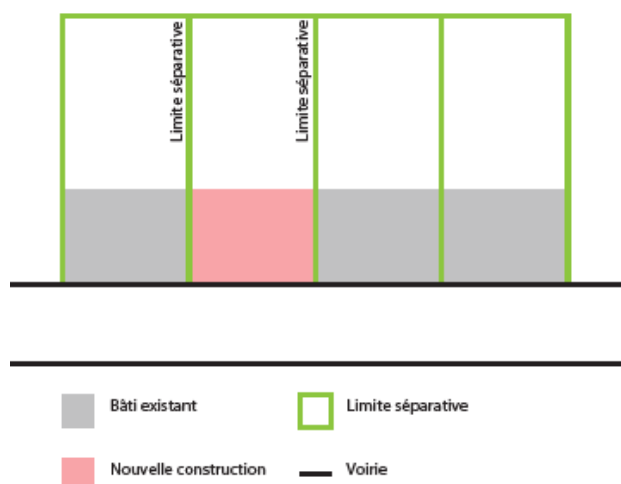 Limite séparative
Limite séparative
Bâti existant
Limite séparative
Nouvelle construction
Voirie